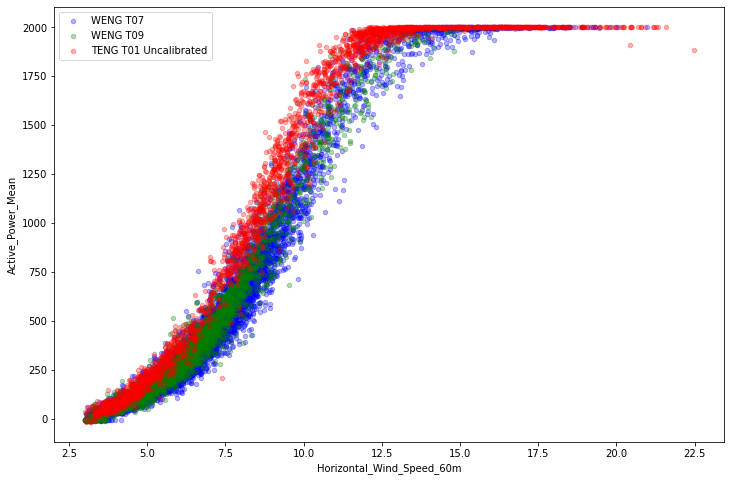 WENG T07
WENG T09
TENG T01 Uncalibrated
2000
1750
1500
1250
1000
750
500
250
0
Active_Power_Mean
2.5 5.0 7.5 10.0 12.5 15.0 17.5 20.0 22.5
Horizontal_Wind_Speed_60m